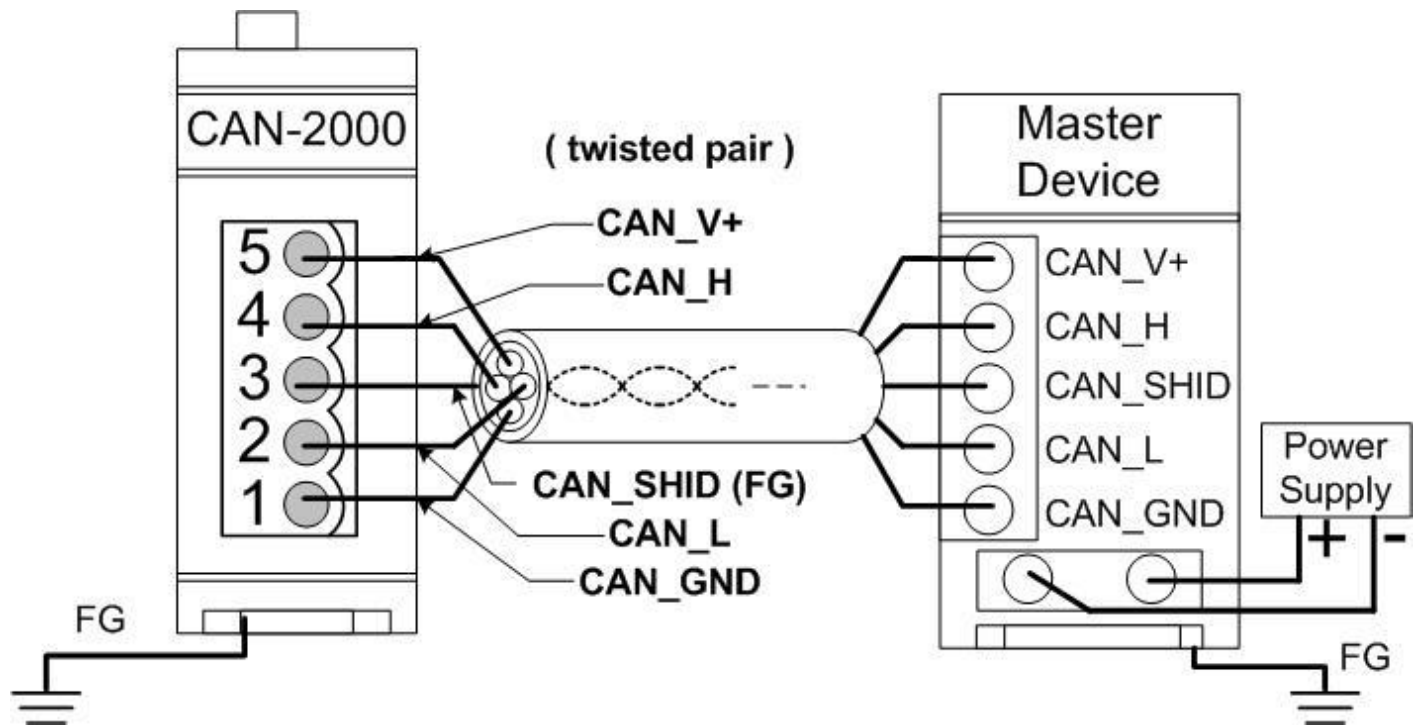 CAN-2000
( twisted pair )
CAN_V+
CAN_H
5
4
3
2
1
CAN_SHID (FG)
CAN_L
CAN_GND
FG
Master
Device
CAN_V+
CAN_H
CAN_SHID
CAN_L
CAN_GND
Power
Supply
+ -
FG